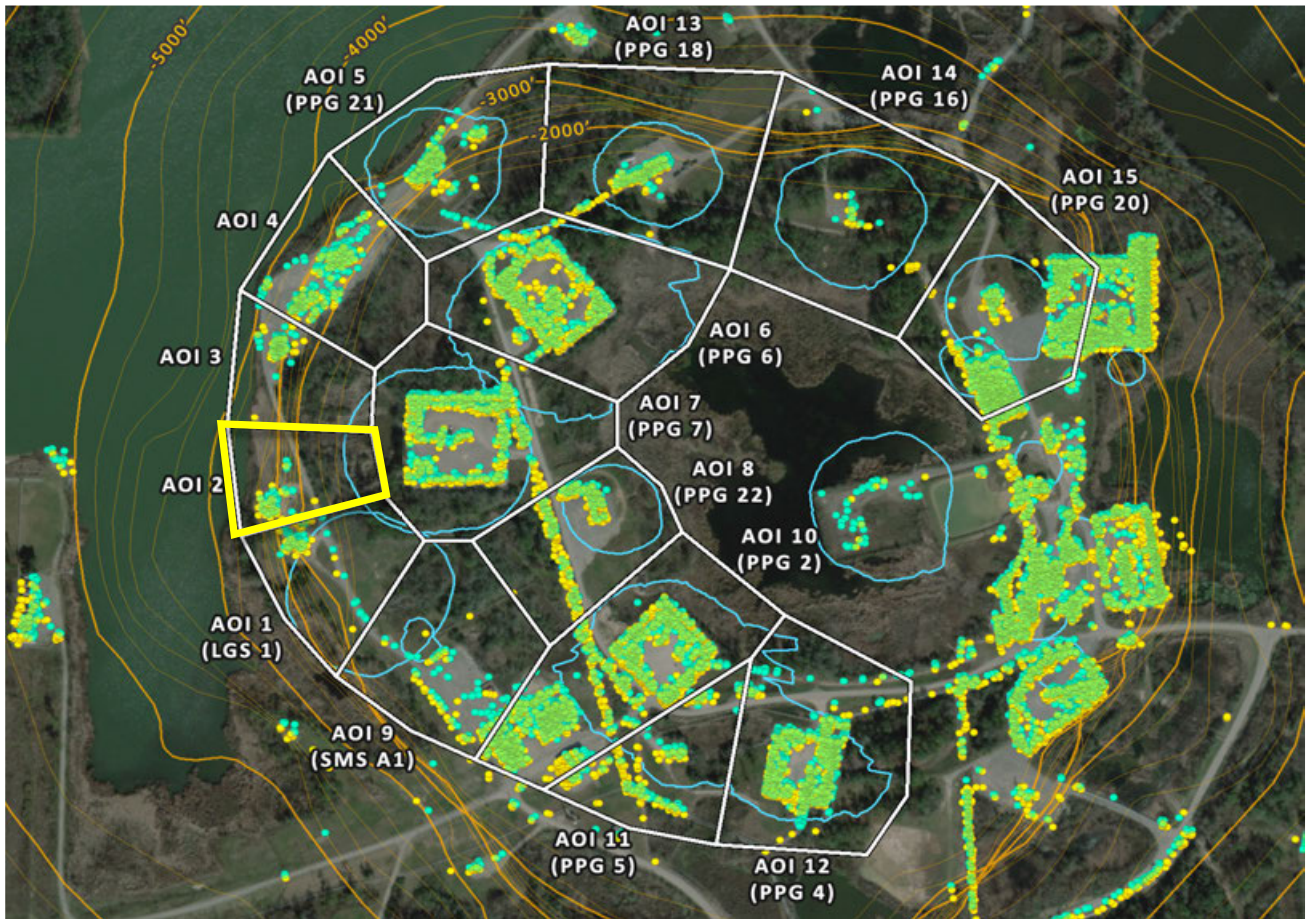 -5000'
-4000'
AOI 13
(PPG 18)
AOI 5
(PPG 21)
AOI 14
(PPG 16)
-3000'
-2000'
AOI 15
(PPG 20)
AOI 4
AOI 3
AOI 6
(PPG 6)
AOI 7
(PPG 7)
AOI 8
(PPG 22)
AOI 2
AOI 10
(PPG 2)
AOI 1
(LGS 1)
AOI 9
(SMS A1)
AOI 11
(PPG 5)
AOI 12
(PPG 4)